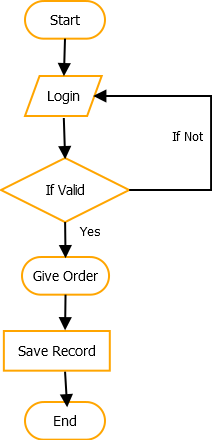 Start
Login
If Not
If Valid
Yes
Give Order
Save Record
End